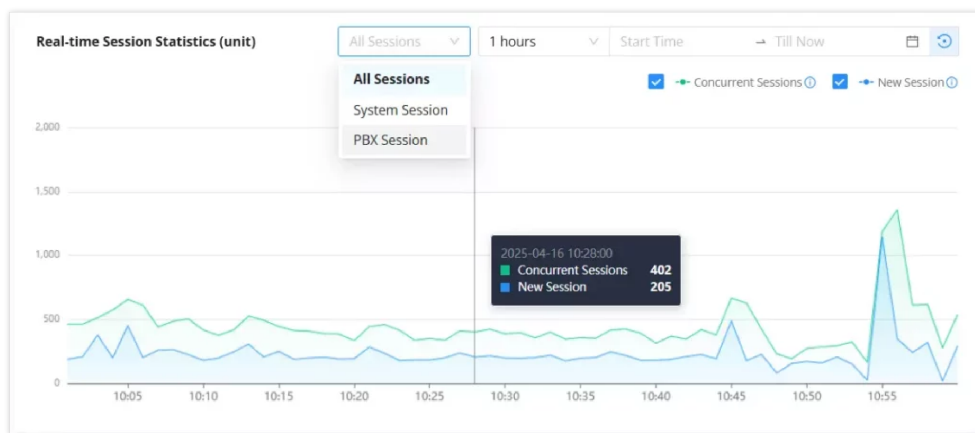 Real-time Session Statistics (unit) All Sessions 1 hours Start Time → Till Now
All Sessions
System Session
PBX Session
Concurrent Sessions New Session
2,000
1,500
1,000
500
0
2025-04-16 10:28:00
Concurrent Sessions 402
New Session 205
10:05 10:10 10:15 10:20 10:25 10:30 10:35 10:40 10:45 10:50 10:55